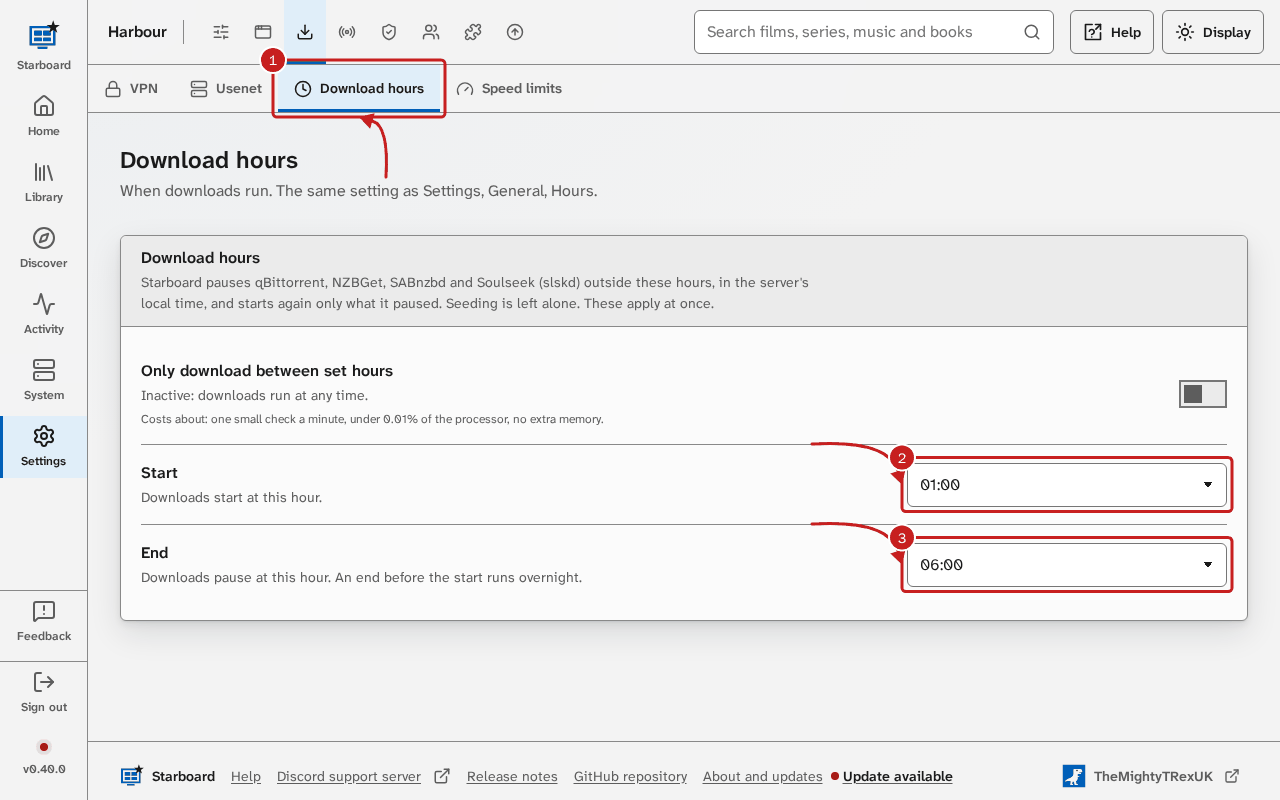 Starboard
Home
Library
Discover
Activity
System
Settings
Feedback
Sign out
v0.40.0
Harbour
Search films, series, music and books
Help
Display
1
VPN
Usenet
Download hours
Speed limits
Download hours
When downloads run. The same setting as Settings, General, Hours.
Download hours
Starboard pauses qBittorrent, NZBGet, SABnzbd and Soulseek (slskd) outside these hours, in the server's
local time, and starts again only what it paused. Seeding is left alone. These apply at once.
Only download between set hours
Inactive: downloads run at any time.
Costs about: one small check a minute, under 0.01% of the processor, no extra memory.
Start
Downloads start at this hour.
2
01:00
End
Downloads pause at this hour. An end before the start runs overnight.
3
06:00
Starboard
Help
Discord support server
Release notes
GitHub repository
About and updates
Update available
TheMightyTRexUK